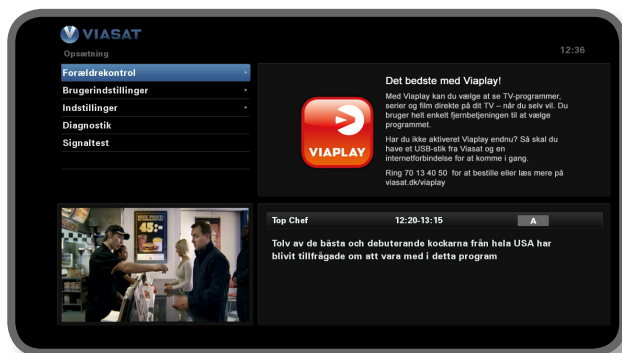 VIASAT
Opsætning
12:36
Forældrekontrol
Brugerindstillinger
Indstillinger
Diagnostik
Signaltest
VIAPLAY
Det bedste med Viaplay!
Med Viaplay kan du vælge at se TV-programmer,
serier og film direkte på dit TV – når du selv vil. Du
bruger helt enkelt fjernbetjeningen til at vælge
programmet.
Har du ikke aktiveret Viaplay endnu? Så skal du
have et USB-stik fra Viasat og en
internetforbindelse for at komme i gang.
Ring 70 13 40 50 for at bestille eller læs mere på
viasat.dk/viaplay
45:-
Top Chef 12:20-13:15 A
Tolv av de bästa och debuterande kockarna från hela USA har
blivit tillfrågade om att vara med i detta program